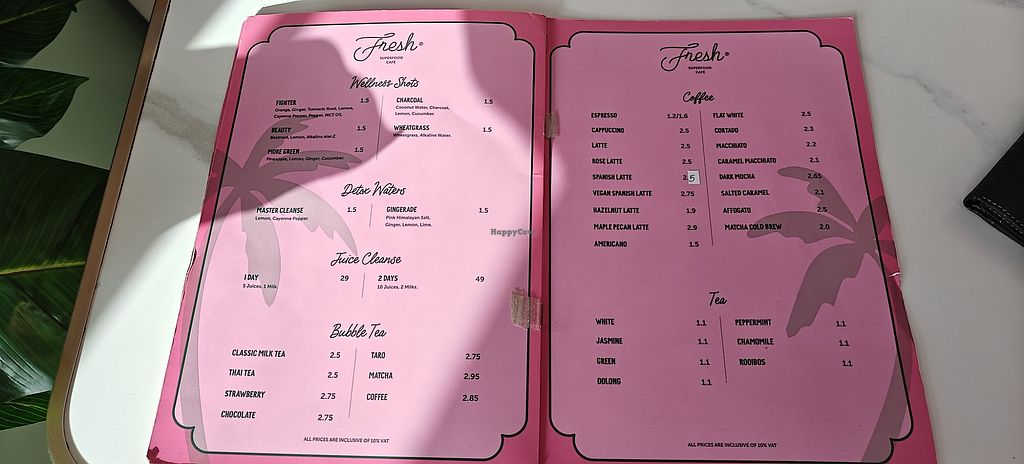 Fresh®
SUPERFOOD
CAFÉ
Wellness Shots
FIGHTER 1.5
Orange, Ginger, Turmeric Root, Lemon,
Cayenne Pepper, Pepper, MCT Oil.
BEAUTY 1.5
Beetroot, Lemon, Alkaline ater.Z
MORE GREEN 1.5
Pineapple, Lemon, Ginger, Cucumber.
CHARCOAL 1.5
Coconut Water, Charcoal,
Lemon, Cucumber.
WHEATGRASS 1.5
Wheatgrass, Alkaline Water.
Detox Waters
MASTER CLEANSE 1.5
Lemon, Cayenne Pepper.
GINGERADE 1.5
Pink Himalayan Salt,
Ginger, Lemon, Lime.
Juice Cleanse
1 DAY 29
5 Juices, 1 Milk.
2 DAYS 49
10 Juices, 2 Milks.
Bubble Tea
CLASSIC MILK TEA 2.5
THAI TEA 2.5
STRAWBERRY 2.75
CHOCOLATE 2.75
TARO 2.75
MATCHA 2.95
COFFEE 2.85
ALL PRICES ARE INCLUSIVE OF 10% VAT
Fresh®
SUPERFOOD
CAFÉ
Coffee
ESPRESSO 1.2/1.6
CAPPUCCINO 2.5
LATTE 2.5
ROSE LATTE 2.5
SPANISH LATTE 2.5
VEGAN SPANISH LATTE 2.75
HAZELNUT LATTE 1.9
MAPLE PECAN LATTE 2.9
AMERICANO 1.5
FLAT WHITE 2.5
CORTADO 2.3
MACCHIATO 2.2
CARAMEL MACCHIATO 2.1
DARK MOCHA 2.65
SALTED CARAMEL 2.1
AFFOGATO 2.5
MATCHA COLD BREW 2.0
Tea
WHITE 1.1
JASMINE 1.1
GREEN 1.1
OOLONG 1.1
PEPPERMINT 1.1
CHAMOMILE 1.1
ROOIBOS 1.1
ALL PRICES ARE INCLUSIVE OF 10% VAT